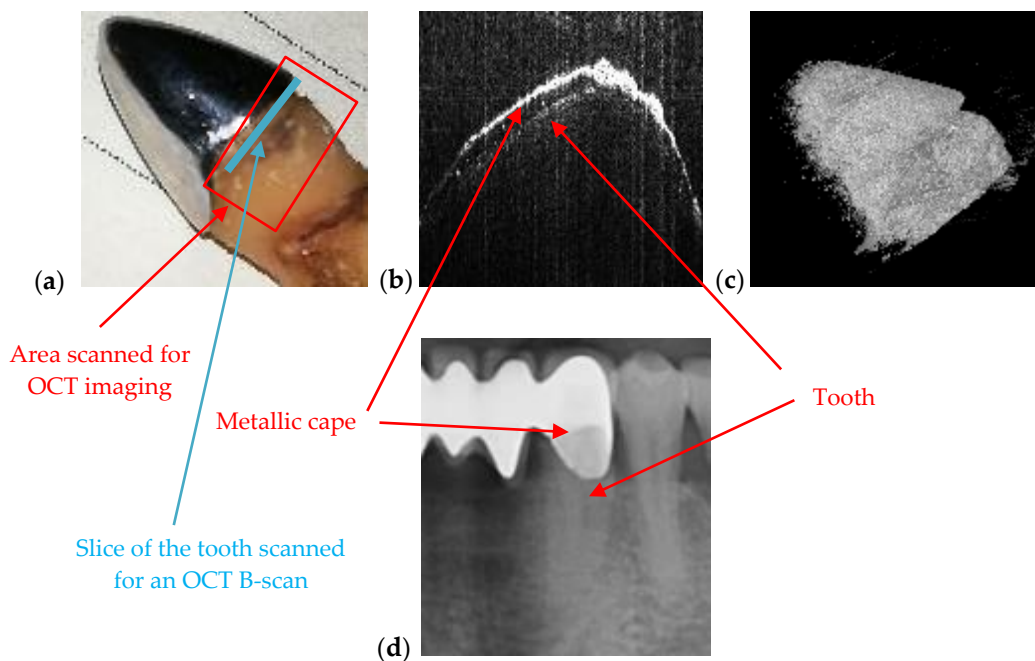 (a)
(b)
(c)
Area scanned for
OCT imaging
Metallic cape
Tooth
Slice of the tooth scanned
for an OCT B-scan
(d)